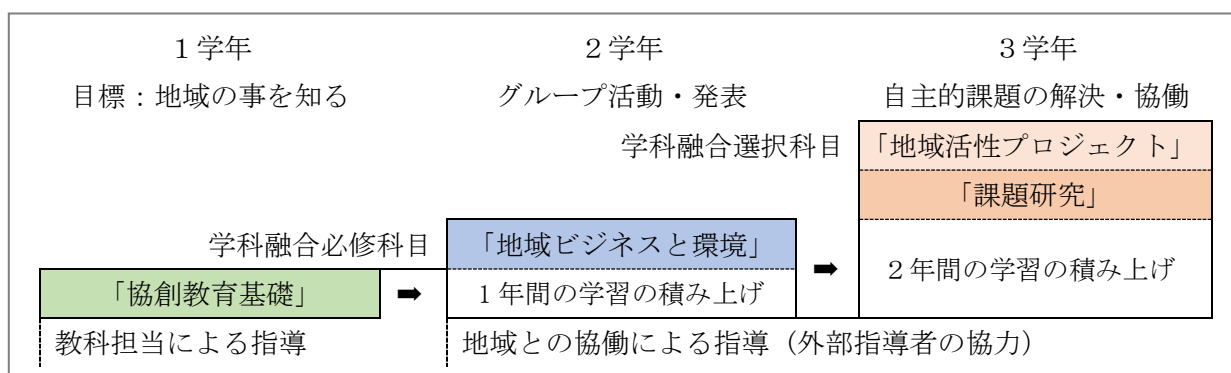 １学年　２学年　３学年
目標：地域の事を知る　グループ活動・発表　自主的課題の解決・協働
学科融合選択科目　「地域活性プロジェクト」
「課題研究」
学科融合必修科目　「地域ビジネスと環境」
２年間の学習の積み上げ
「協創教育基礎」　➡　１年間の学習の積み上げ　➡
教科担当による指導　地域との協働による指導（外部指導者の協力）